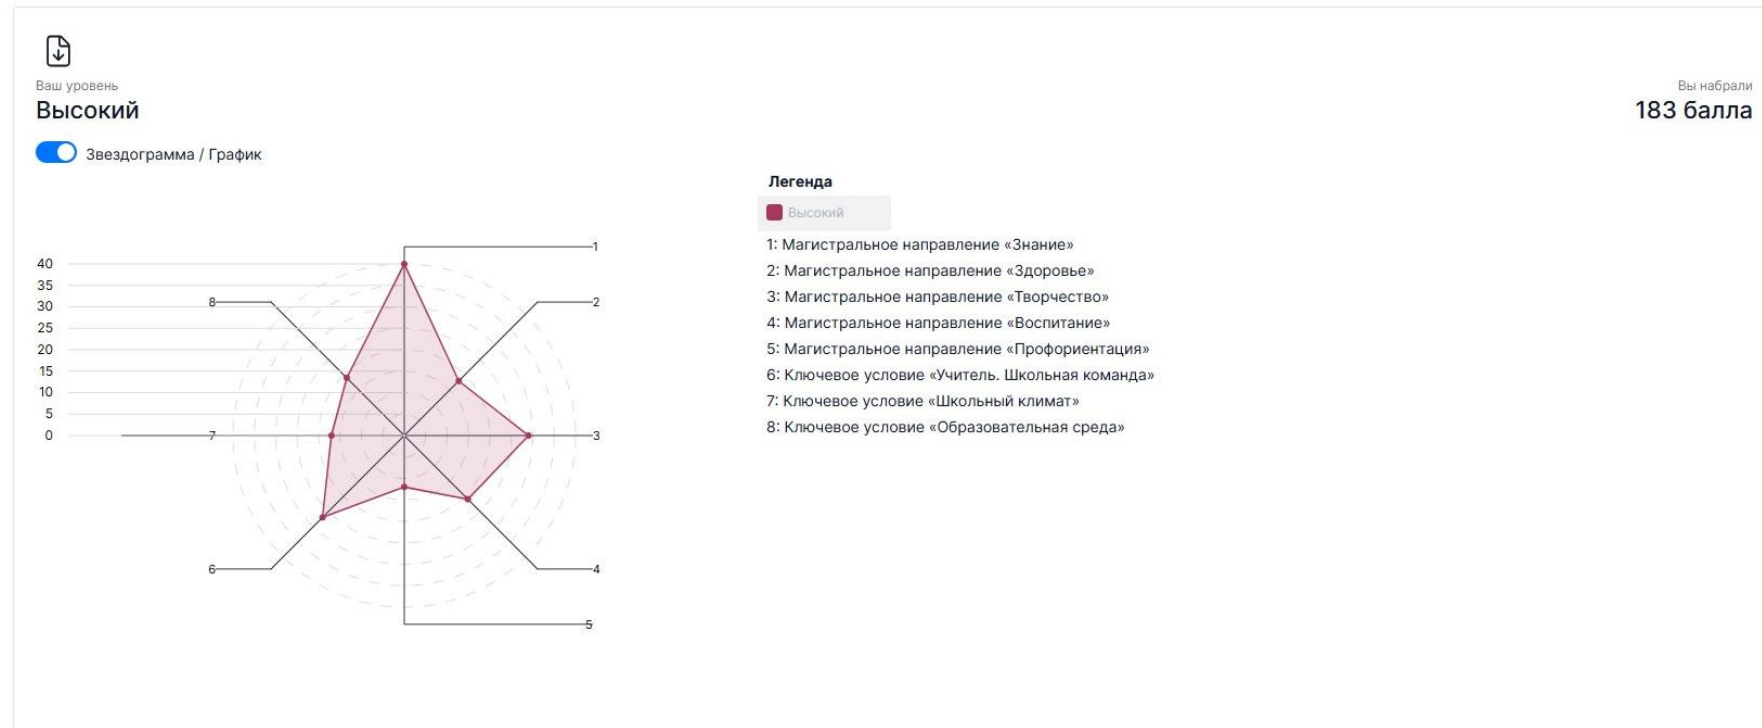 Ваш уровень
Высокий
Вы набрали
183 балла
Звездограмма / График
Легенда
Высокий
1: Магистральное направление «Знание»
2: Магистральное направление «Здоровье»
3: Магистральное направление «Творчество»
4: Магистральное направление «Воспитание»
5: Магистральное направление «Профориентация»
6: Ключевое условие «Учитель. Школьная команда»
7: Ключевое условие «Школьный климат»
8: Ключевое условие «Образовательная среда»
40
35
30
25
20
15
10
5
0
1
2
3
4
5
6
7
8